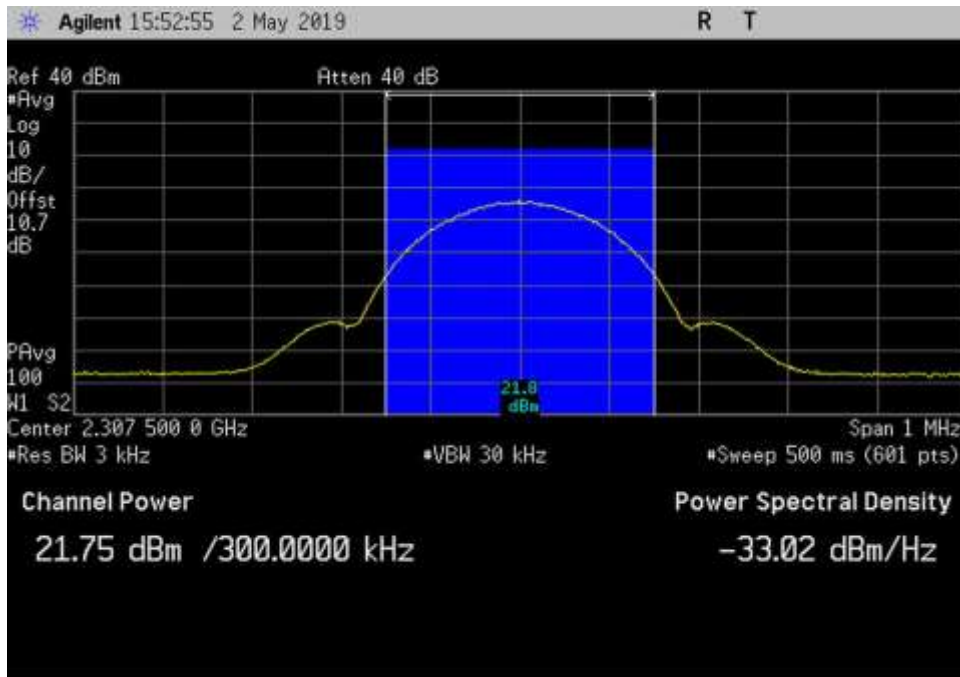 Agilent 15:52:55 2 May 2019 R T
Ref 40 dBm Atten 40 dB
#Avg
Log
10
dB/
Offst
10.7
dB
PAvg
100
W1 S2
21.8
dBm
Center 2.307 500 0 GHz Span 1 MHz
#Res BW 3 kHz #VBW 30 kHz #Sweep 500 ms (601 pts)
Channel Power Power Spectral Density
21.75 dBm /300.0000 kHz -33.02 dBm/Hz